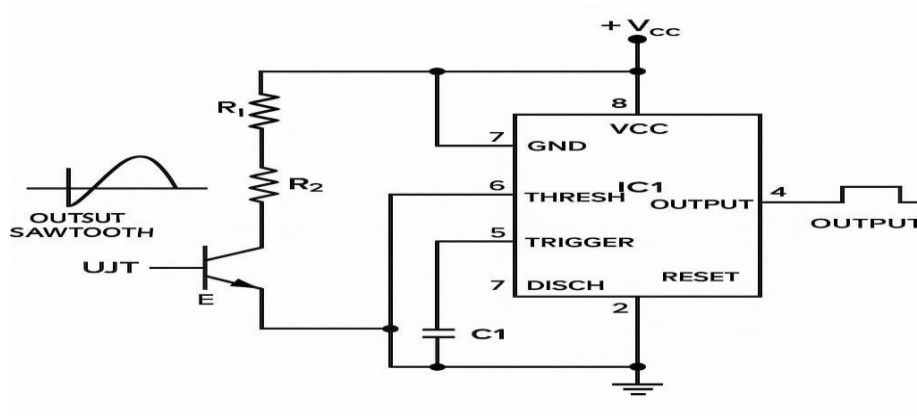 + VCC
R1
8
VCC
7
GND
R2
6
THRESH
IC1
4
OUTPUT
OUTPUT
OUTSUT
SAWTOOTH
5
TRIGGER
UJT
E
7
DISCH
RESET
2
C1